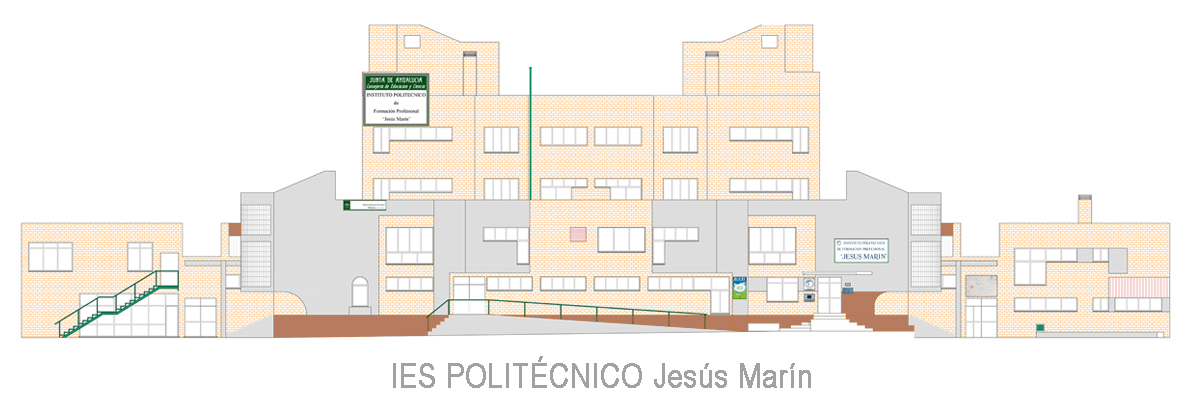 JUNTA DE ANDALUCIA
Consejería de Educación y Ciencia
INSTITUTO POLITECNICO
de
Formación Profesional
"Jesús Marín"
INSTITUTO POLITECNICO
DE FORMACION PROFESIONAL
"JESUS MARIN"
IES POLITÉCNICO Jesús Marín